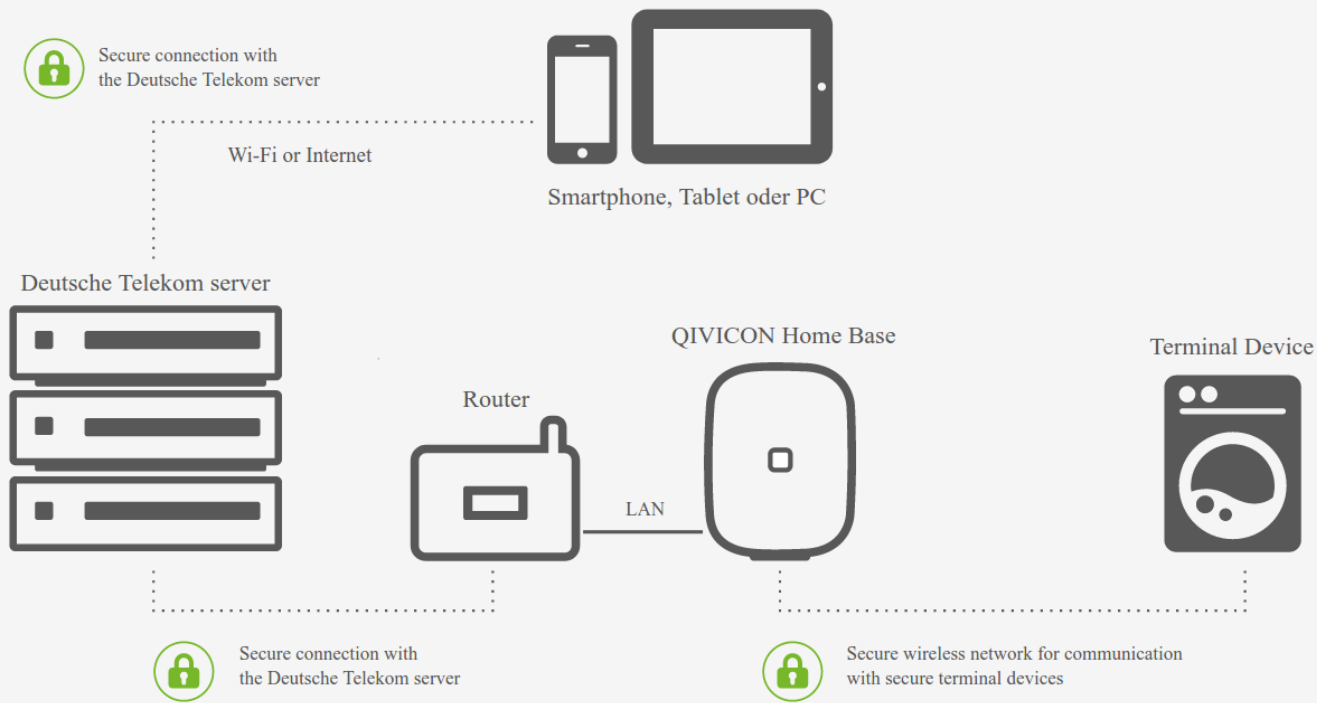 Secure connection with
the Deutsche Telekom server
Wi-Fi or Internet
Smartphone, Tablet oder PC
Deutsche Telekom server
QIVICON Home Base
Terminal Device
Router
LAN
Secure connection with
the Deutsche Telekom server
Secure wireless network for communication
with secure terminal devices